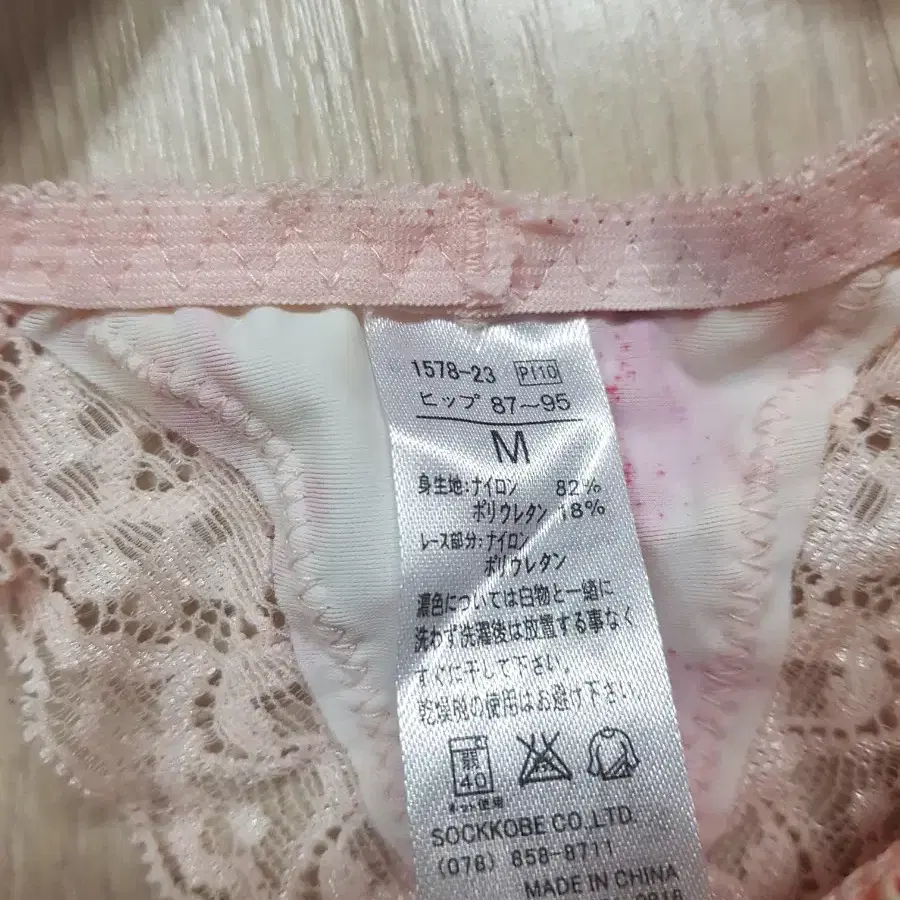 1578-23 P110
ヒップ 87～95
M
身生地:ナイロン 82%
ポリウレタン 18%
レース部分:ナイロン
ポリウレタン
濃色については白物と一緒に
洗わず洗濯後は放置する事なく
すぐに干して下さい。
乾燥機の使用はお避け下さい。
40
ネット使用
SOCKKOBE CO.,LTD.
(078) 858-8711
MADE IN CHINA